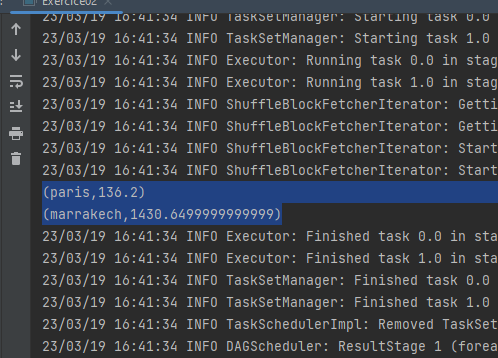 Exercice02
23/03/19 16:41:34 INFO TaskSetManager: Starting task 0.0
23/03/19 16:41:34 INFO TaskSetManager: Starting task 1.0
23/03/19 16:41:34 INFO Executor: Running task 0.0 in stag
23/03/19 16:41:34 INFO Executor: Running task 1.0 in stag
23/03/19 16:41:34 INFO ShuffleBlockFetcherIterator: Getti
23/03/19 16:41:34 INFO ShuffleBlockFetcherIterator: Getti
23/03/19 16:41:34 INFO ShuffleBlockFetcherIterator: Start
23/03/19 16:41:34 INFO ShuffleBlockFetcherIterator: Start
(paris,136.2)
(marrakech,1430.6499999999999)
23/03/19 16:41:34 INFO Executor: Finished task 0.0 in sta
23/03/19 16:41:34 INFO Executor: Finished task 1.0 in sta
23/03/19 16:41:34 INFO TaskSetManager: Finished task 0.0
23/03/19 16:41:34 INFO TaskSetManager: Finished task 1.0
23/03/19 16:41:34 INFO TaskSchedulerImpl: Removed TaskSet
23/03/19 16:41:34 INFO DAGScheduler: ResultStage 1 (forea